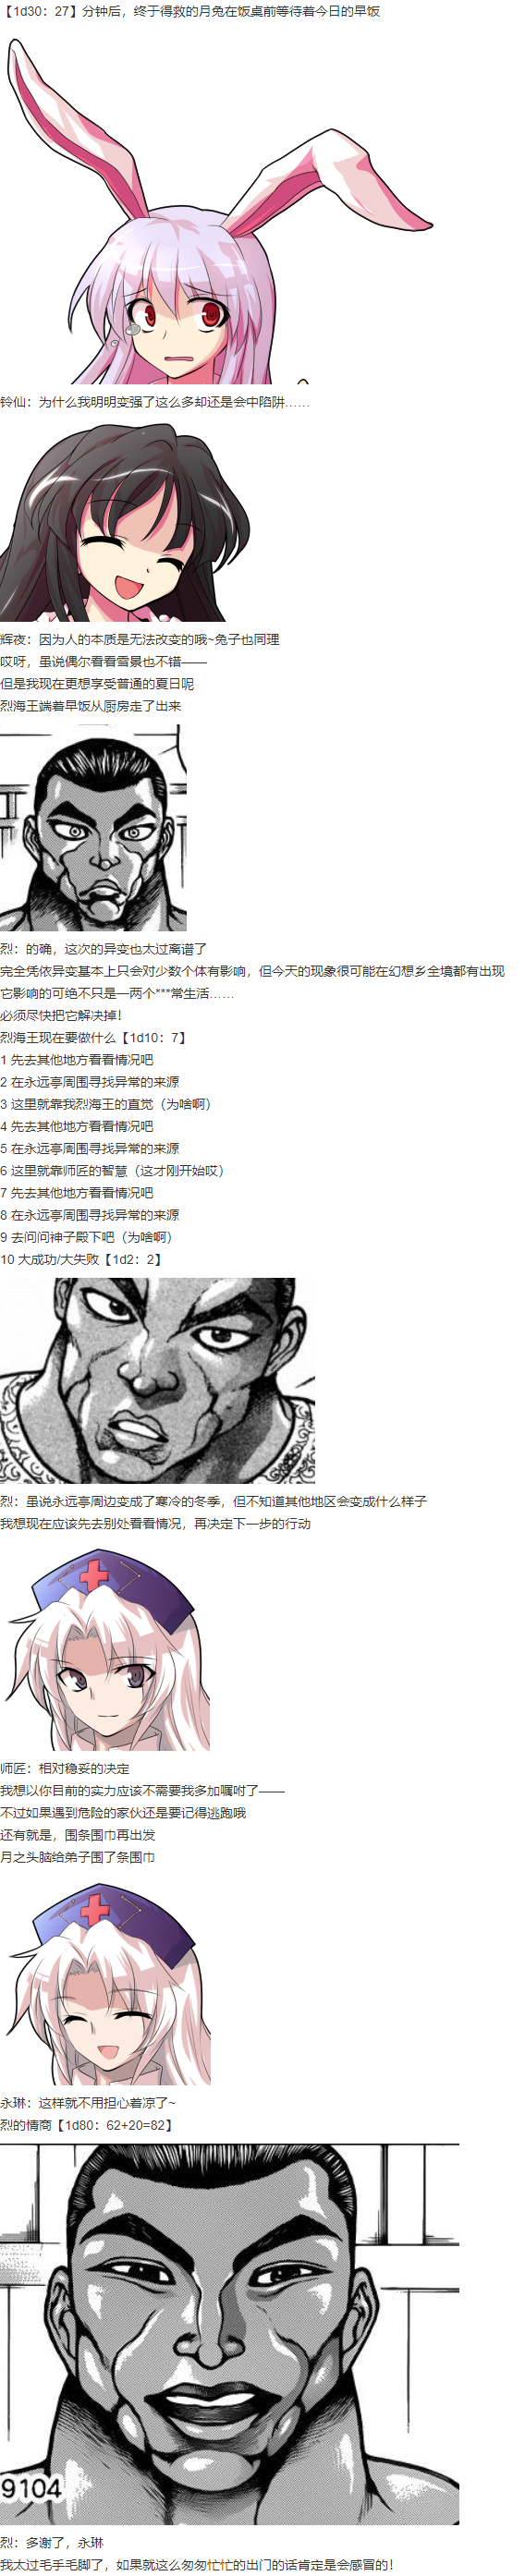 【1d30：27】分钟后，终于得救的月兔在饭桌前等待着今日的早饭
铃仙：为什么我明明变强了这么多却还是会中陷阱……
辉夜：因为人的本质是无法改变的哦~兔子也同理
哎呀，虽说偶尔看看雪景也不错——
但是我现在更想享受普通的夏日呢
烈海王端着早饭从厨房走了出来
烈：的确，这次的异变也太过离谱了
完全凭依异变基本上只会对少数个体有影响，但今天的现象很可能在幻想乡全境都有出现
它影响的可绝不只是一两个***常生活……
必须尽快把它解决掉！
烈海王现在要做什么【1d10：7】
1 先去其他地方看看情况吧
2 在永远亭周围寻找异常的来源
3 这里就靠我烈海王的直觉（为啥啊）
4 先去其他地方看看情况吧
5 在永远亭周围寻找异常的来源
6 这里就靠师匠的智慧（这才刚开始哎）
7 先去其他地方看看情况吧
8 在永远亭周围寻找异常的来源
9 去问问神子殿下吧（为啥啊）
10 大成功/大失败【1d2：2】
烈：虽说永远亭周边变成了寒冷的冬季，但不知道其他地区会变成什么样子
我想现在应该先去别处看看情况，再决定下一步的行动
师匠：相对稳妥的决定
我想以你目前的实力应该不需要我多加嘱咐了——
不过如果遇到危险的家伙还是要记得逃跑哦
还有就是，围条围巾再出发
月之头脑给弟子围了条围巾
永琳：这样就不用担心着凉了~
烈的情商【1d80：62+20=82】
9104
烈：多谢了，永琳
我太过毛手毛脚了，如果就这么匆匆忙忙的出门的话肯定是会感冒的！